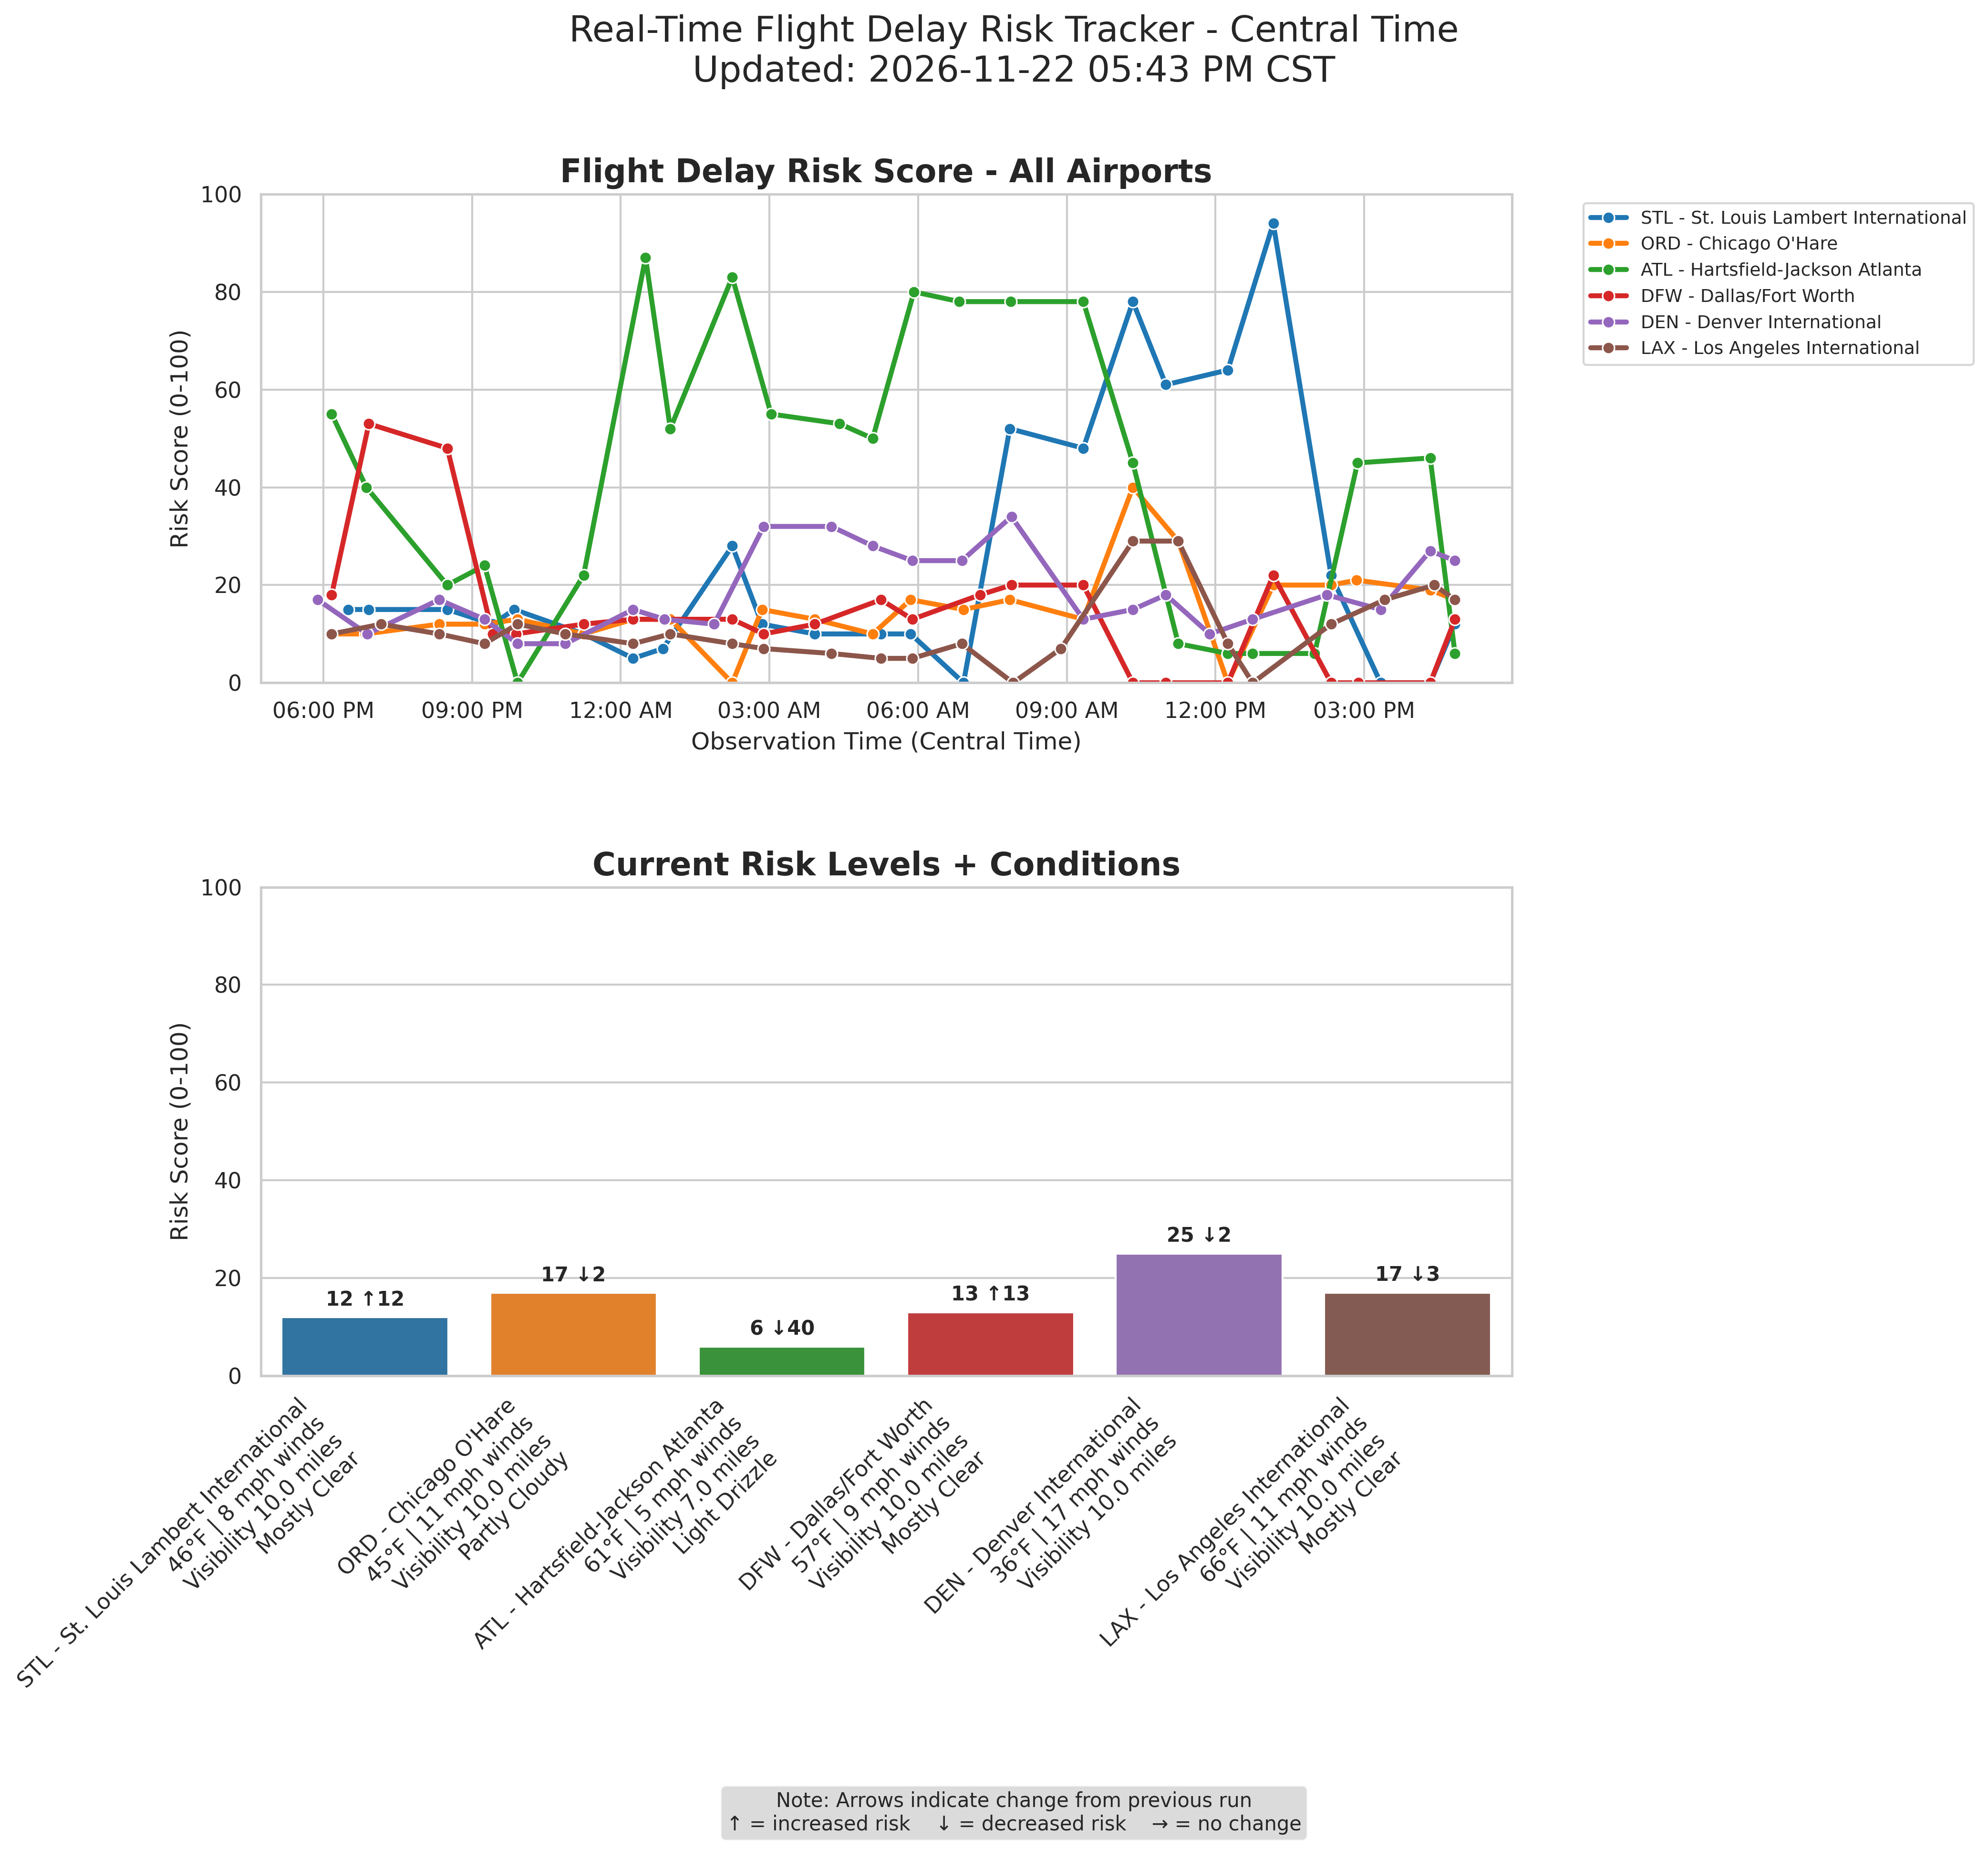 Real-Time Flight Delay Risk Tracker - Central Time
Updated: 2026-11-22 05:43 PM CST
Flight Delay Risk Score - All Airports
Risk Score (0-100)
100
80
60
40
20
0
06:00 PM
09:00 PM
12:00 AM
03:00 AM
06:00 AM
09:00 AM
12:00 PM
03:00 PM
Observation Time (Central Time)
STL - St. Louis Lambert International
ORD - Chicago O'Hare
ATL - Hartsfield-Jackson Atlanta
DFW - Dallas/Fort Worth
DEN - Denver International
LAX - Los Angeles International
Current Risk Levels + Conditions
Risk Score (0-100)
100
80
60
40
20
0
12 ↑12
17 ↓2
6 ↓40
13 ↑13
25 ↓2
17 ↓3
STL - St. Louis Lambert International
46°F | 8 mph winds
Visibility 10.0 miles
Mostly Clear
ORD - Chicago O'Hare
45°F | 11 mph winds
Visibility 10.0 miles
Partly Cloudy
ATL - Hartsfield-Jackson Atlanta
61°F | 5 mph winds
Visibility 7.0 miles
Light Drizzle
DFW - Dallas/Fort Worth
57°F | 9 mph winds
Visibility 10.0 miles
Mostly Clear
DEN - Denver International
36°F | 17 mph winds
Visibility 10.0 miles
LAX - Los Angeles International
66°F | 11 mph winds
Visibility 10.0 miles
Mostly Clear
Note: Arrows indicate change from previous run
↑ = increased risk    ↓ = decreased risk    → = no change